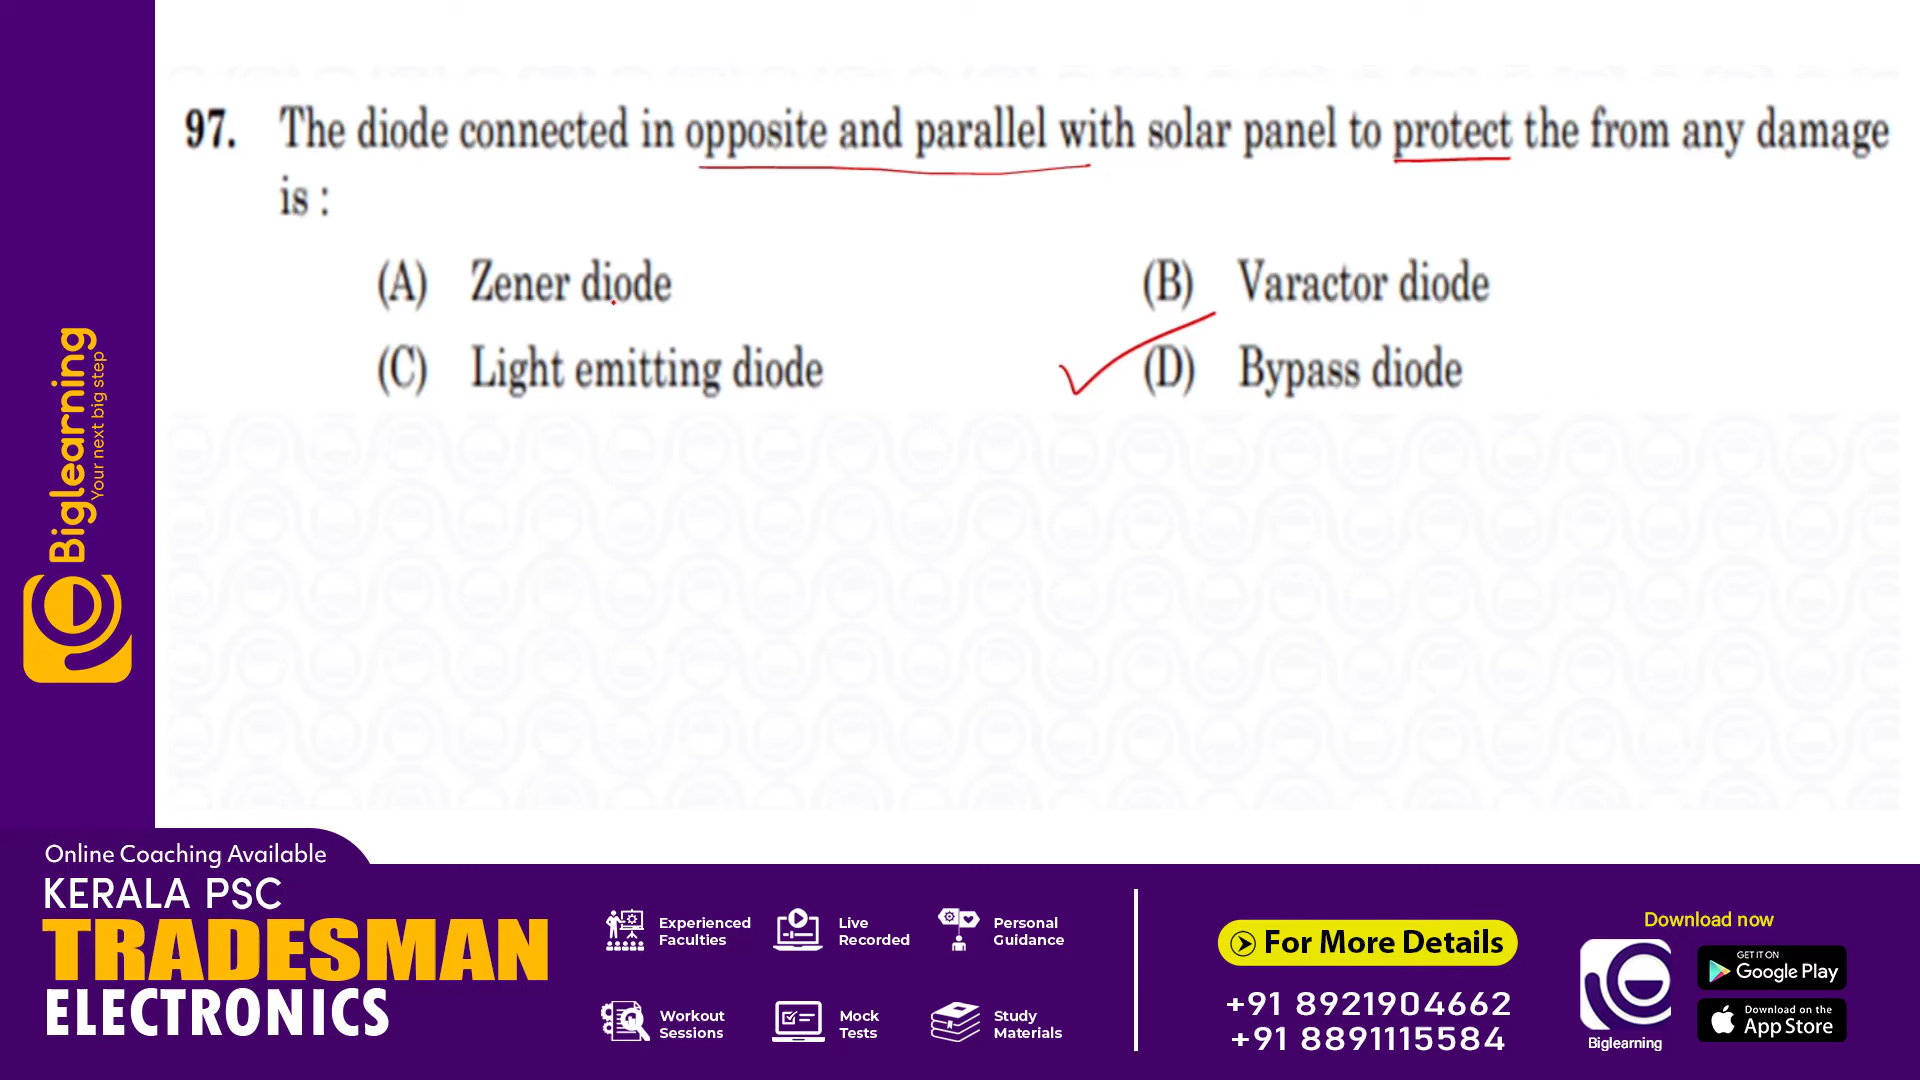 97. The diode connected in opposite and parallel with solar panel to protect the from any damage
is :
(A) Zener diode
(B) Varactor diode
(C) Light emitting diode
(D) Bypass diode
Biglearning
Your next big step
Online Coaching Available
KERALA PSC
TRADESMAN
ELECTRONICS
Experienced
Faculties
Live
Recorded
Personal
Guidance
Workout
Sessions
Mock
Tests
Study
Materials
For More Details
+91 8921904662
+91 8891115584
Download now
Biglearning
GET IT ON
Google Play
Download on the
App Store